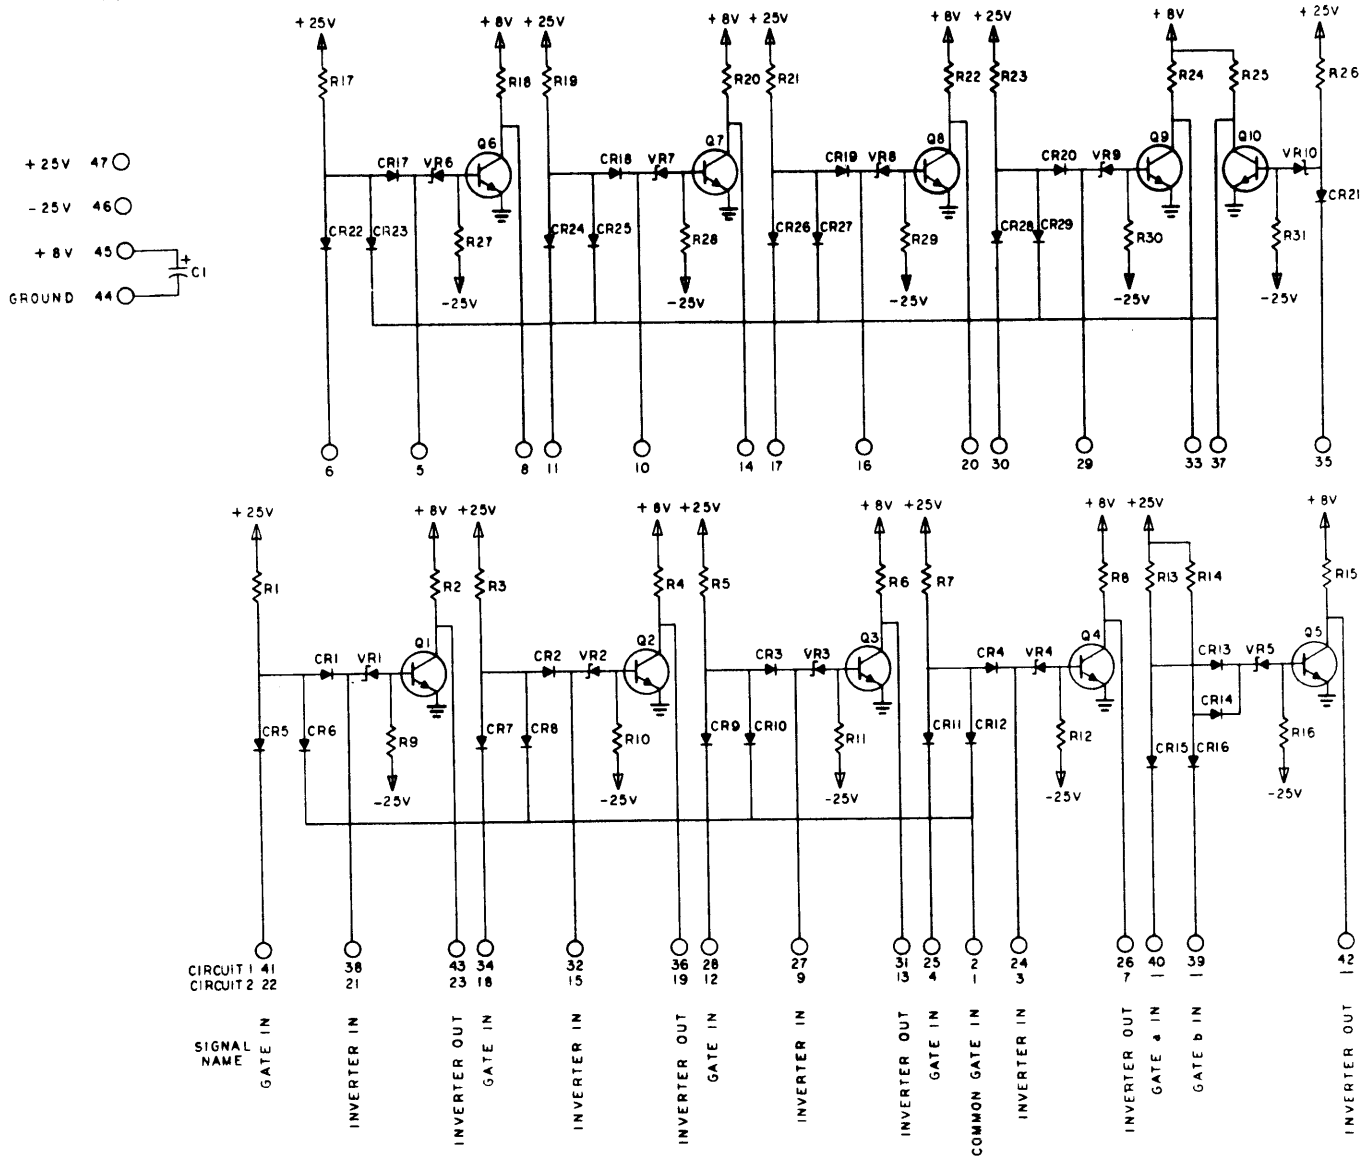 + 25V + 8V + 25V + 8V + 25V + 8V + 25V + 8V + 25V
R17 R18 R19 R20 R21 R22 R23 R24 R25 R26
Q6 Q7 Q8 Q9 Q10
+ 25V 47
CR17 VR6 CR18 VR7 CR19 VR8 CR20 VR9 VR10
CR21
- 25V 46
CR22 CR23 R27 CR24 CR25 R28 CR26 CR27 R29 CR28 CR29 R30 R31
+ 8V 45
+
C1
GROUND 44
-25V -25V -25V -25V -25V
6 5 8 11 10 14 17 16 20 30 29 33 37 35
+ 25V + 8V +25V + 8V +25V + 8V +25V + 8V +25V + 8V
R1 R2 R3 R4 R5 R6 R7 R8 R13 R14 R15
Q1 Q2 Q3 Q4 Q5
CR1 VR1 CR2 VR2 CR3 VR3 CR4 VR4 CR13 VR5
CR14
CR5 CR6 R9 CR7 CR8 R10 CR9 CR10 R11 CR11 CR12 R12 CR15 CR16 R16
-25V -25V -25V -25V -25V
CIRCUIT 1 41 38 43 34 32 36 28 27 31 25 2 24 26 40 39 42
CIRCUIT 2 22 21 23 18 15 19 12 9 13 4 1 3 7 1 1 1
SIGNAL
NAME
GATE IN
INVERTER IN
INVERTER OUT
GATE IN
INVERTER IN
INVERTER OUT
GATE IN
INVERTER IN
INVERTER OUT
GATE IN
COMMON GATE IN
INVERTER IN
INVERTER OUT
GATE a IN
GATE b IN
INVERTER OUT